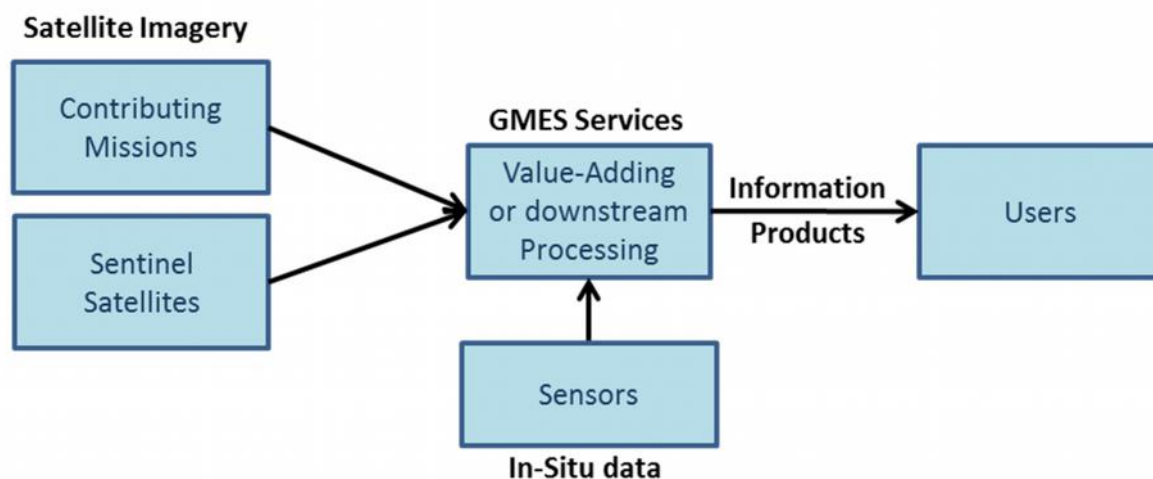 Satellite Imagery
Contributing
Missions
Sentinel
Satellites
GMES Services
Value-Adding
or downstream
Processing
Sensors
In-Situ data
Information
Products
Users